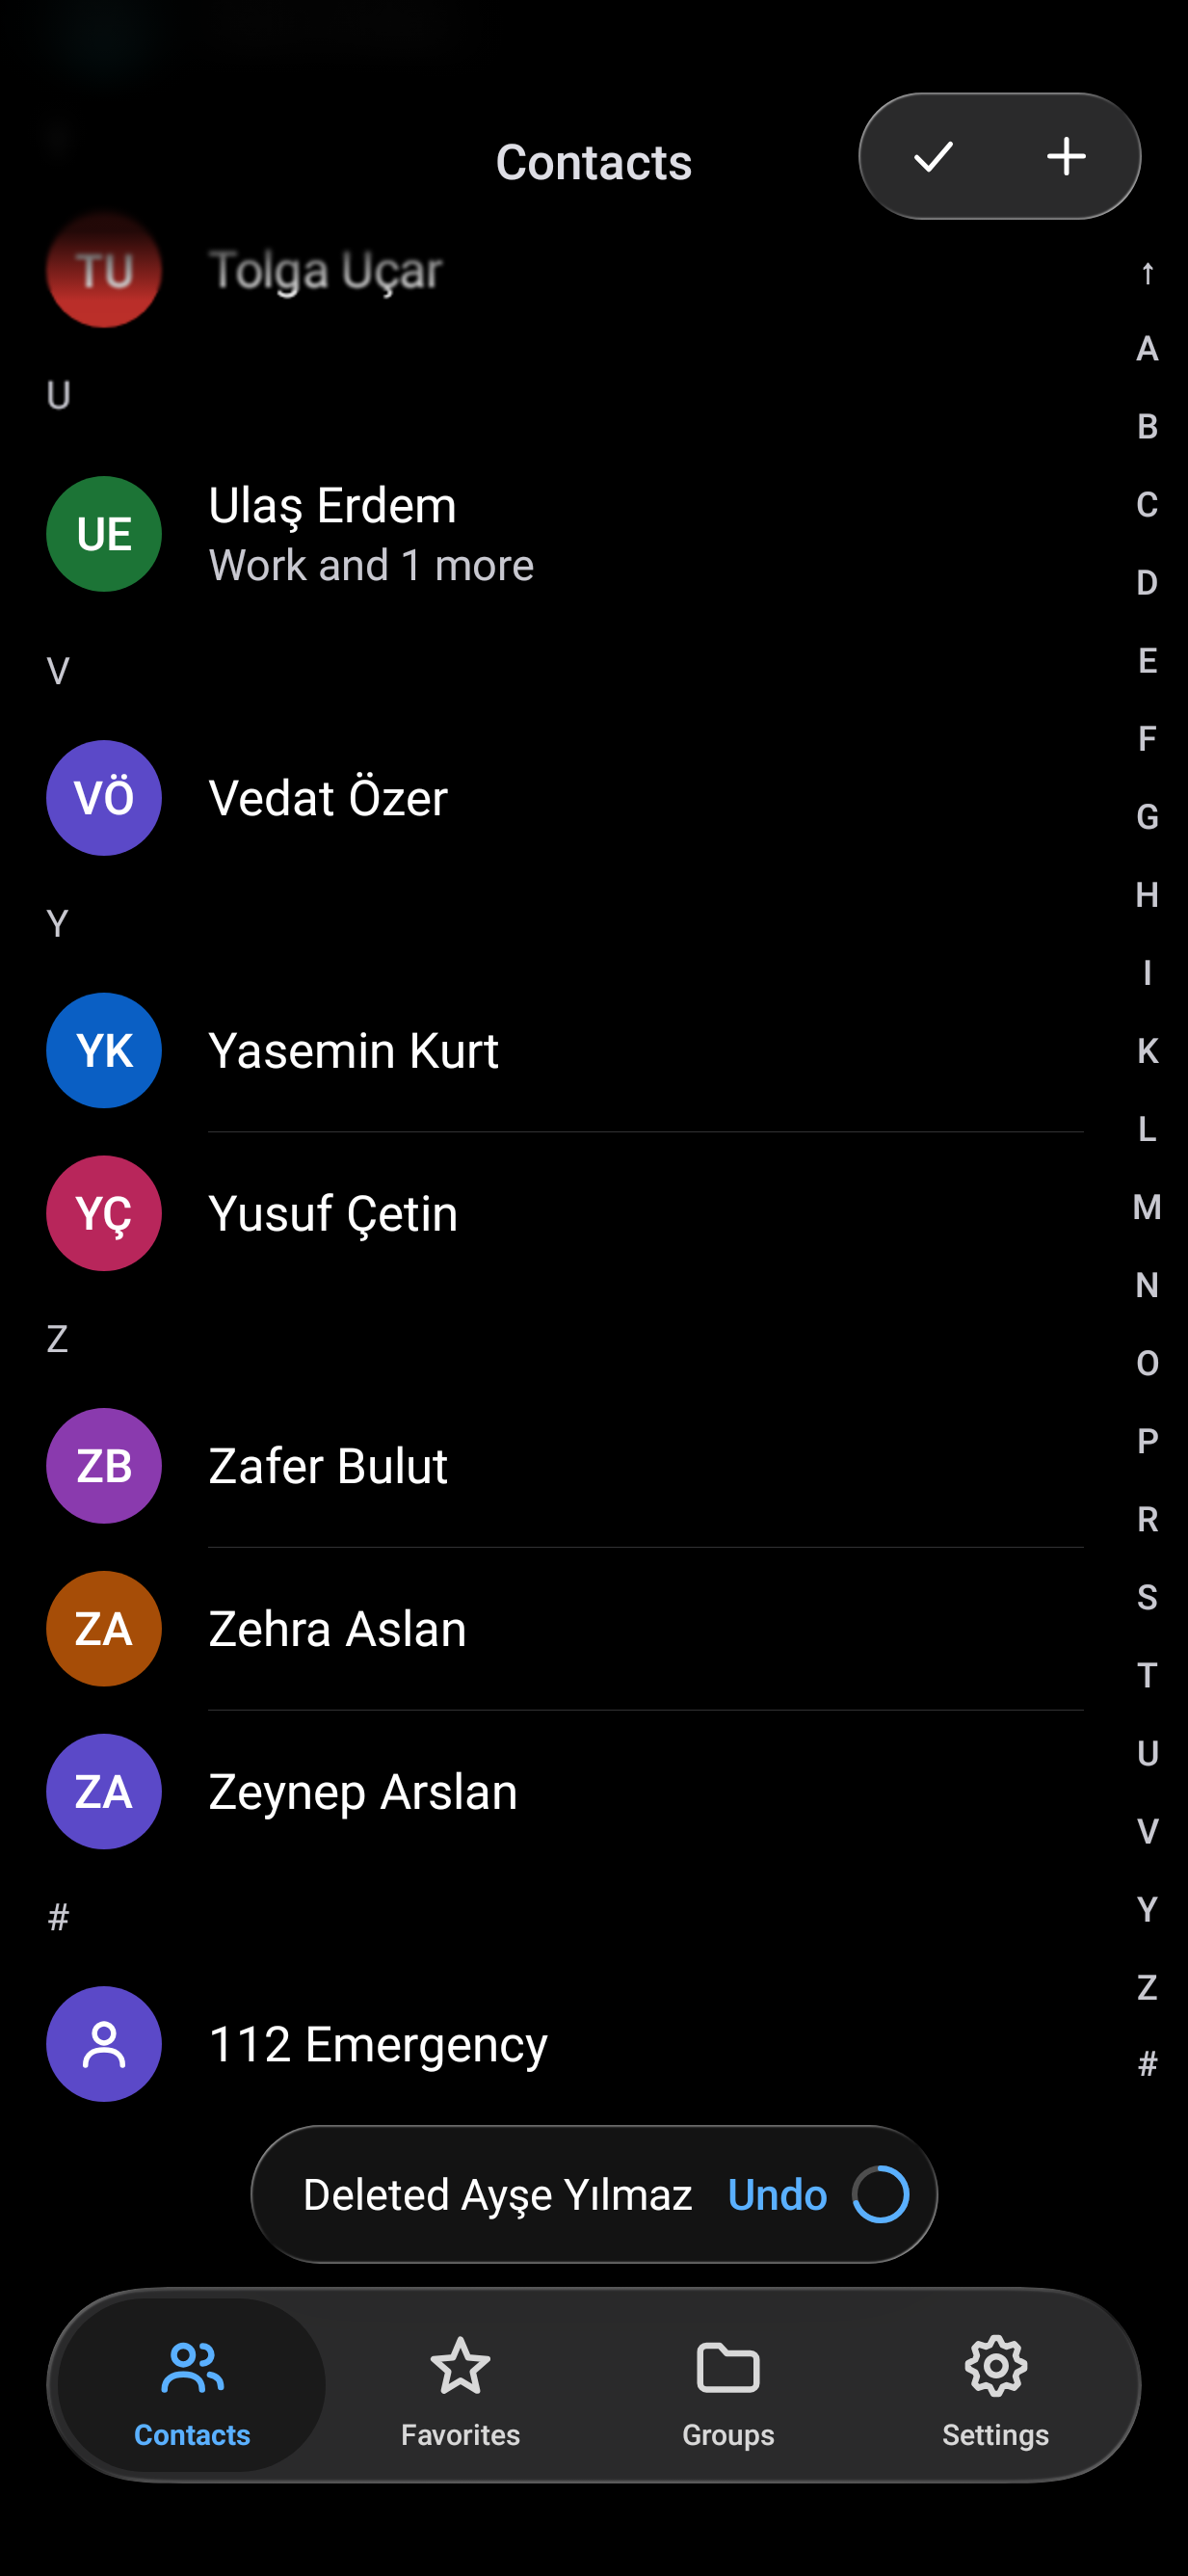 Contacts
TU
Tolga Uçar
↑
U
A
B
UE
Ulaş Erdem
Work and 1 more
C
D
V
E
F
VÖ
Vedat Özer
G
H
Y
I
YK
Yasemin Kurt
K
L
YÇ
Yusuf Çetin
M
N
Z
O
P
ZB
Zafer Bulut
R
S
ZA
Zehra Aslan
T
U
ZA
Zeynep Arslan
V
Y
#
Z
112 Emergency
#
Deleted Ayşe Yılmaz Undo
Contacts Favorites Groups Settings